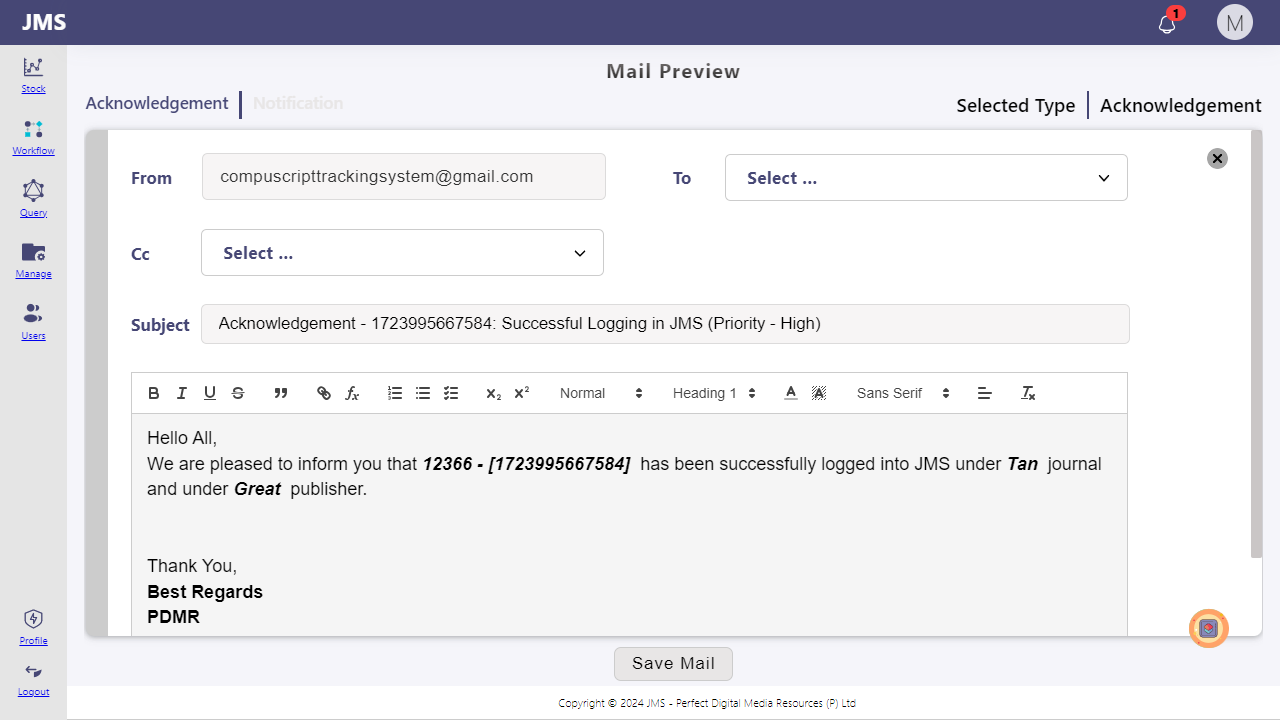 JMS
1
M
Stock
Workflow
Query
Manage
Users
Profile
Logout
Mail Preview
Acknowledgement
Notification
Selected Type
Acknowledgement
From
compuscripttrackingsystem@gmail.com
To
Select ...
Cc
Select ...
Subject
Acknowledgement - 1723995667584: Successful Logging in JMS (Priority - High)
Normal
Heading 1
Sans Serif
Hello All,
We are pleased to inform you that 12366 - [1723995667584] has been successfully logged into JMS under Tan journal
and under Great publisher.
Thank You,
Best Regards
PDMR
Save Mail
Copyright © 2024 JMS - Perfect Digital Media Resources (P) Ltd